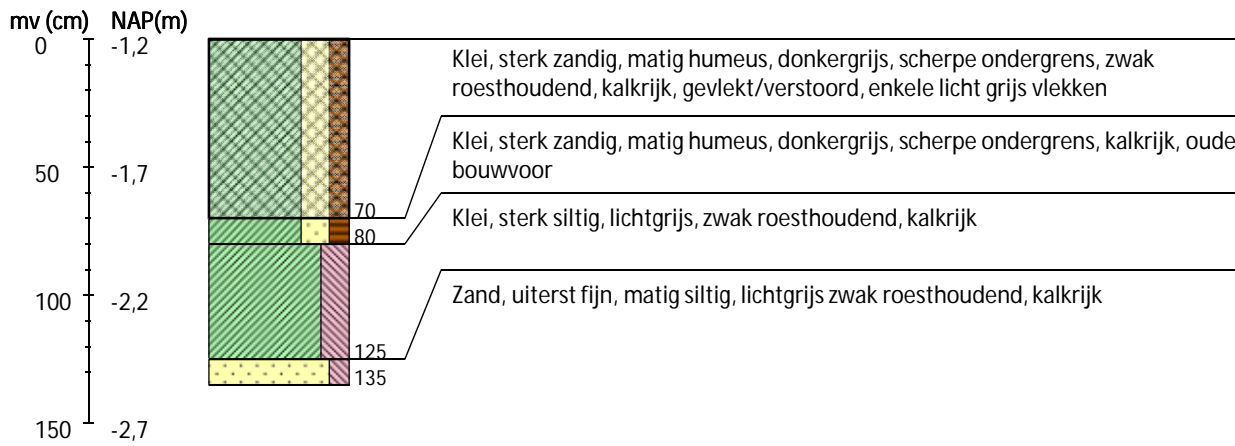 mv (cm) NAP(m)
0 -1,2
Klei, sterk zandig, matig humeus, donkergrijs, scherpe ondergrens, zwak
roesthoudend, kalkrijk, gevlekt/verstoord, enkele licht grijs vlekken
Klei, sterk zandig, matig humeus, donkergrijs, scherpe ondergrens, kalkrijk, oude
bouwvoor
50 -1,7
70
Klei, sterk siltig, lichtgrijs, zwak roesthoudend, kalkrijk
80
Zand, uiterst fijn, matig siltig, lichtgrijs zwak roesthoudend, kalkrijk
100 -2,2
125
135
150 -2,7